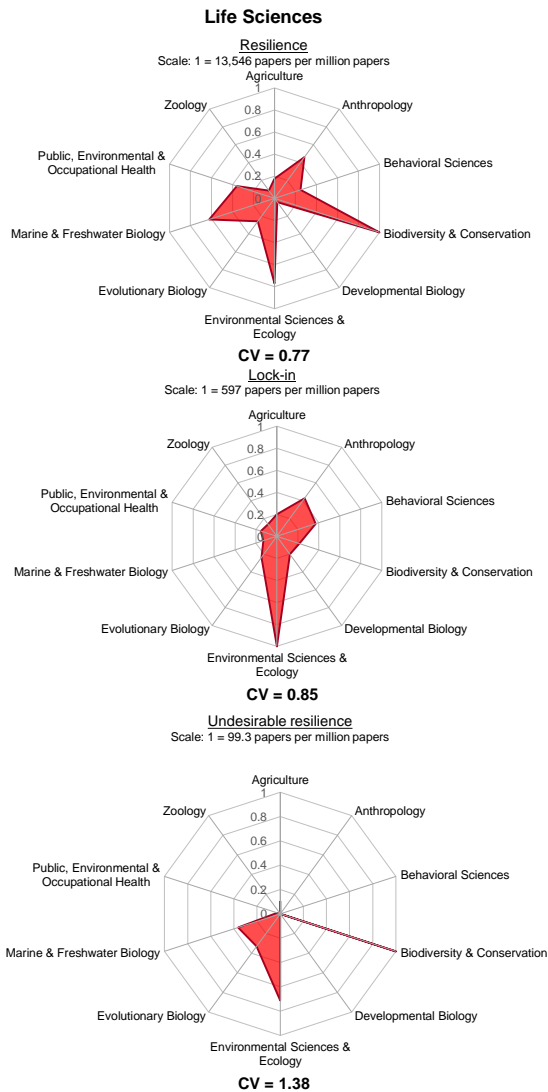 Life Sciences
Resilience
Scale: 1 = 13,546 papers per million papers
Agriculture
1
Zoology
Anthropology
0.8
0.6
Public, Environmental &
Occupational Health
0.4
Behavioral Sciences
0.2
0
Marine & Freshwater Biology
Biodiversity & Conservation
Evolutionary Biology
Developmental Biology
Environmental Sciences &
Ecology
CV = 0.77
Lock-in
Scale: 1 = 597 papers per million papers
Agriculture
1
Zoology
Anthropology
0.8
0.6
Public, Environmental &
Occupational Health
0.4
Behavioral Sciences
0.2
0
Marine & Freshwater Biology
Biodiversity & Conservation
Evolutionary Biology
Developmental Biology
Environmental Sciences &
Ecology
CV = 0.85
Undesirable resilience
Scale: 1 = 99.3 papers per million papers
Agriculture
1
Zoology
Anthropology
0.8
0.6
Public, Environmental &
Occupational Health
0.4
Behavioral Sciences
0.2
0
Marine & Freshwater Biology
Biodiversity & Conservation
Evolutionary Biology
Developmental Biology
Environmental Sciences &
Ecology
CV = 1.38